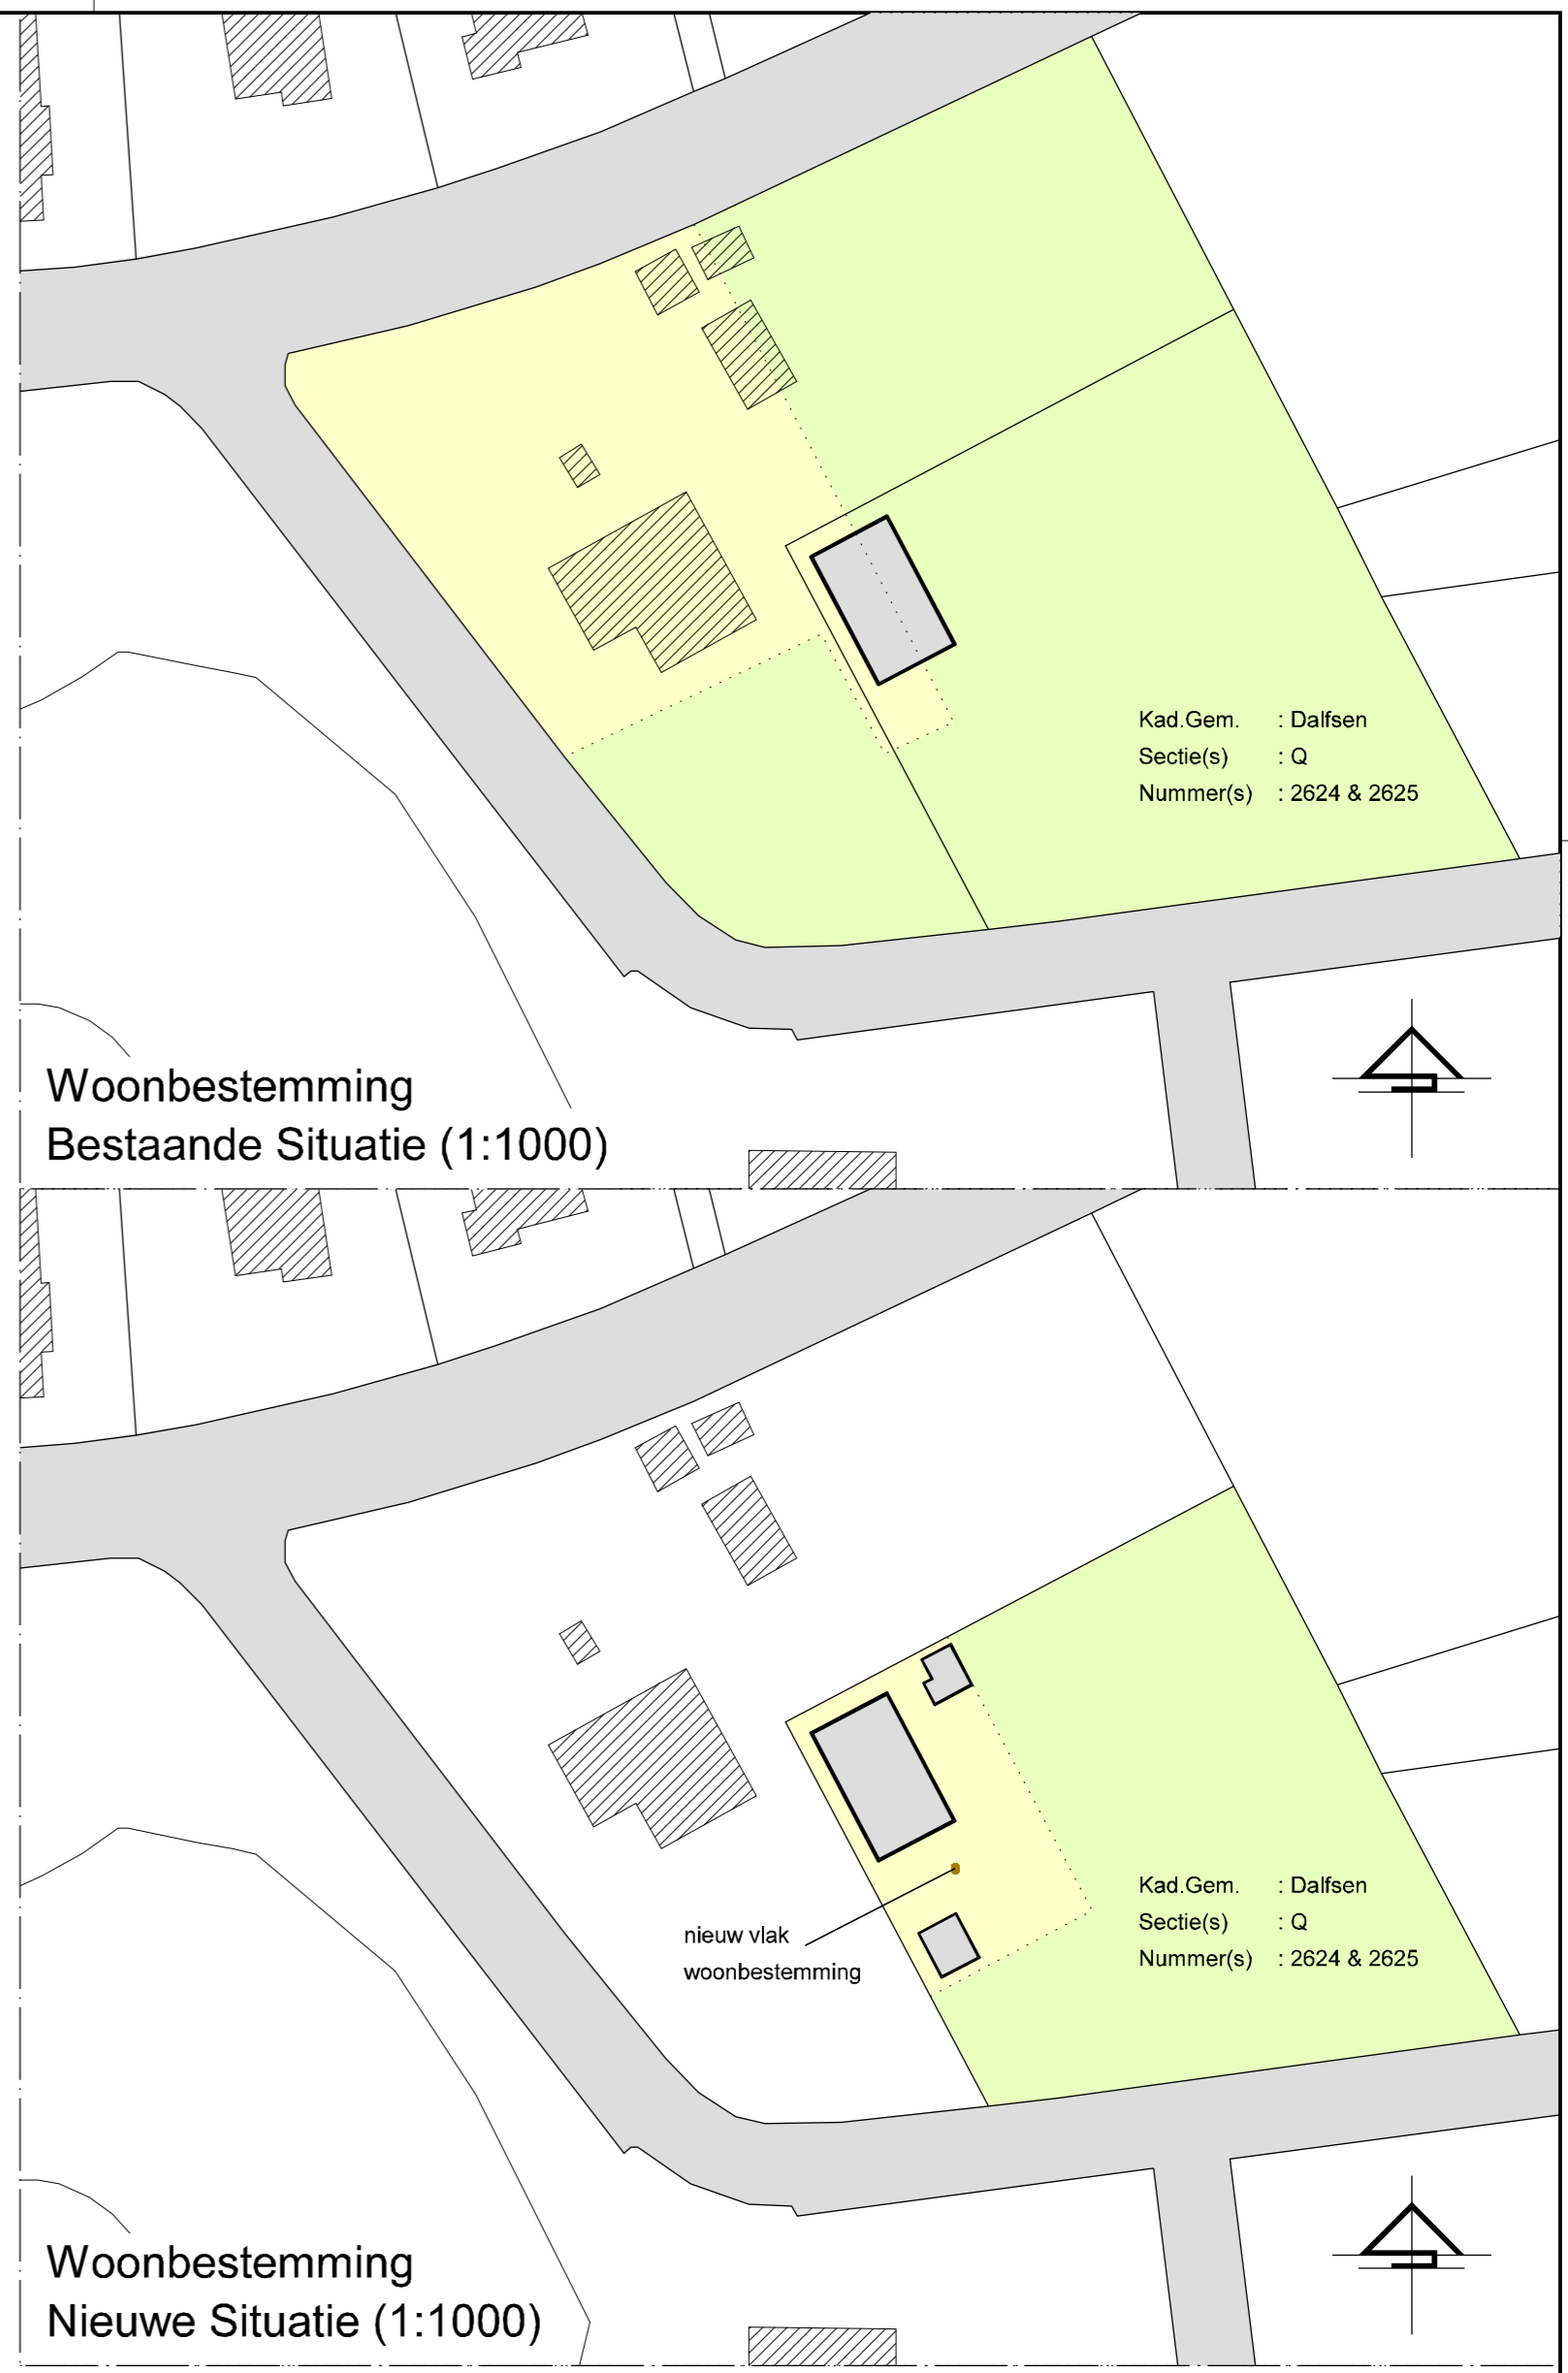 Kad.Gem. : Dalfsen
Sectie(s) : Q
Nummer(s) : 2624 & 2625
Woonbestemming
Bestaande Situatie (1:1000)
nieuw vlak
woonbestemming
Kad.Gem. : Dalfsen
Sectie(s) : Q
Nummer(s) : 2624 & 2625
Woonbestemming
Nieuwe Situatie (1:1000)